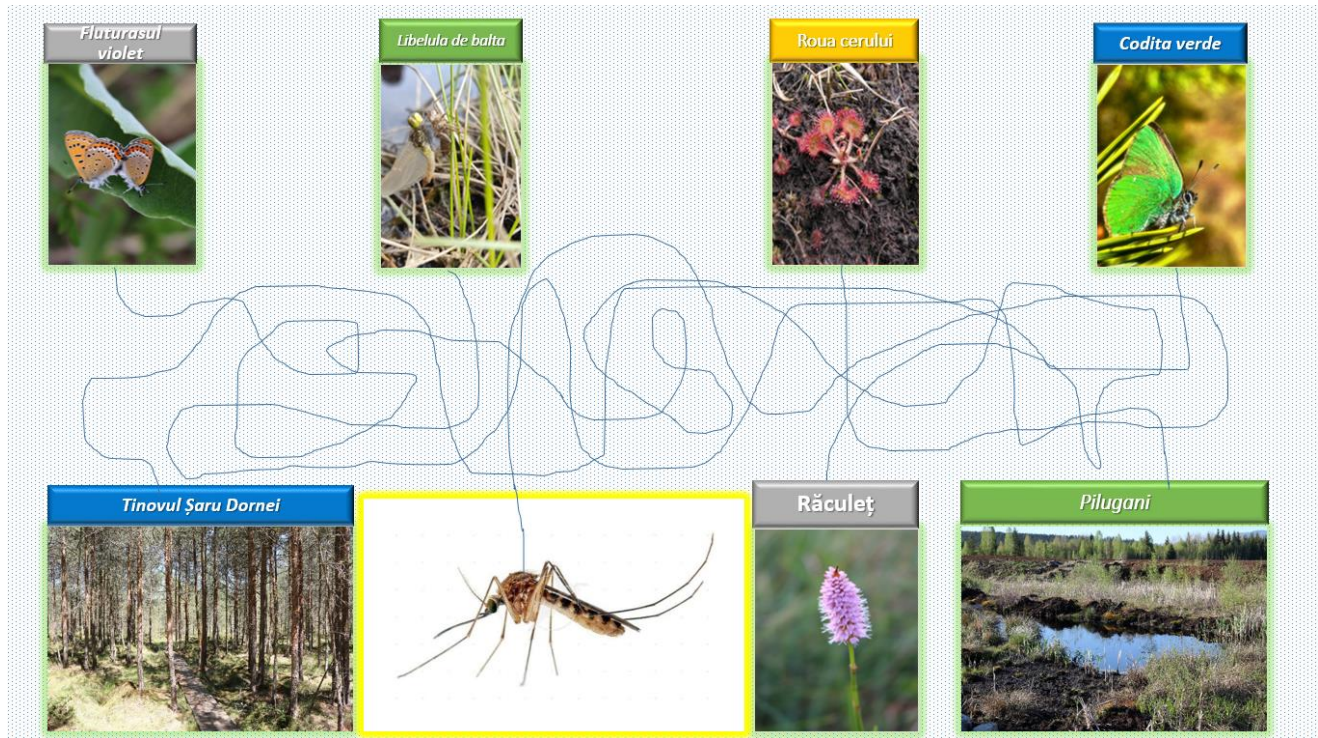 Fluturasul
violet
Libelula de balta
Roua cerului
Codita verde
Tinovul Șaru Dornei
Răculeț
Pilugani